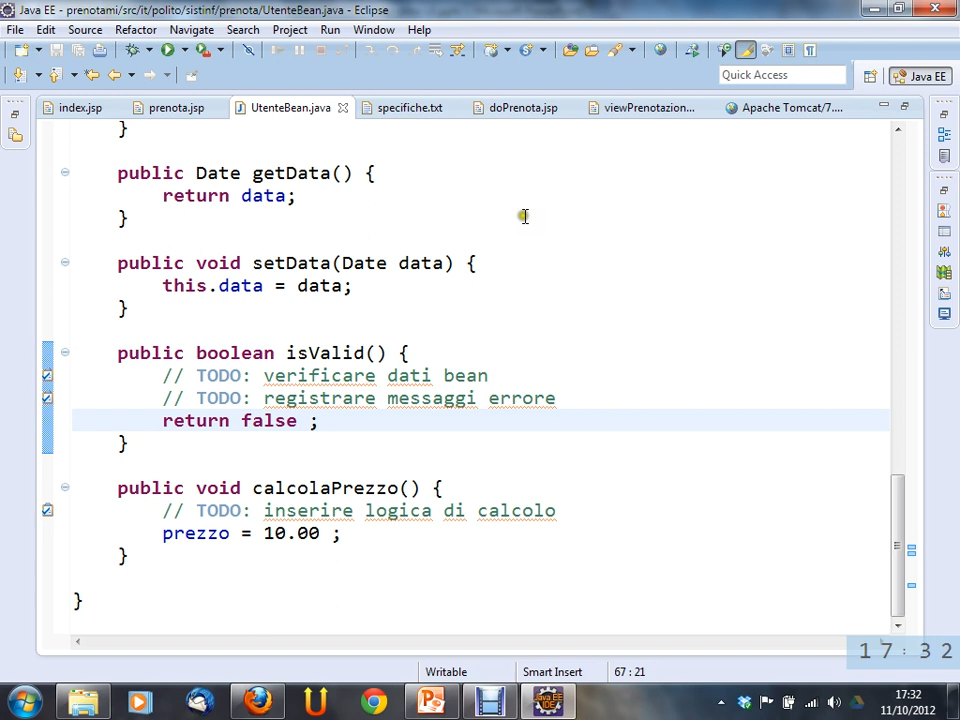 Java EE - prenotami/src/it/polito/sistinf/prenota/UtenteBean.java - Eclipse
File Edit Source Refactor Navigate Search Project Run Window Help
Quick Access
Java EE
index.jsp prenota.jsp UtenteBean.java specifiche.txt doPrenota.jsp viewPrenotazion... Apache Tomcat/7....
}
public Date getData() {
return data;
}
public void setData(Date data) {
this.data = data;
}
public boolean isValid() {
// TODO: verificare dati bean
// TODO: registrare messaggi errore
return false ;
}
public void calcolaPrezzo() {
// TODO: inserire logica di calcolo
prezzo = 10.00 ;
}
}
17:32
Writable Smart Insert 67 : 21
Java EE IDE
17:32
11/10/2012